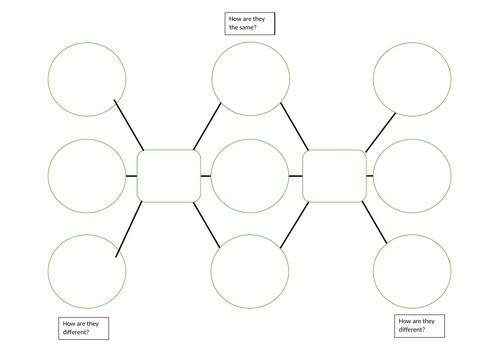 How are they
the same?
How are they
different?
How are they
different?